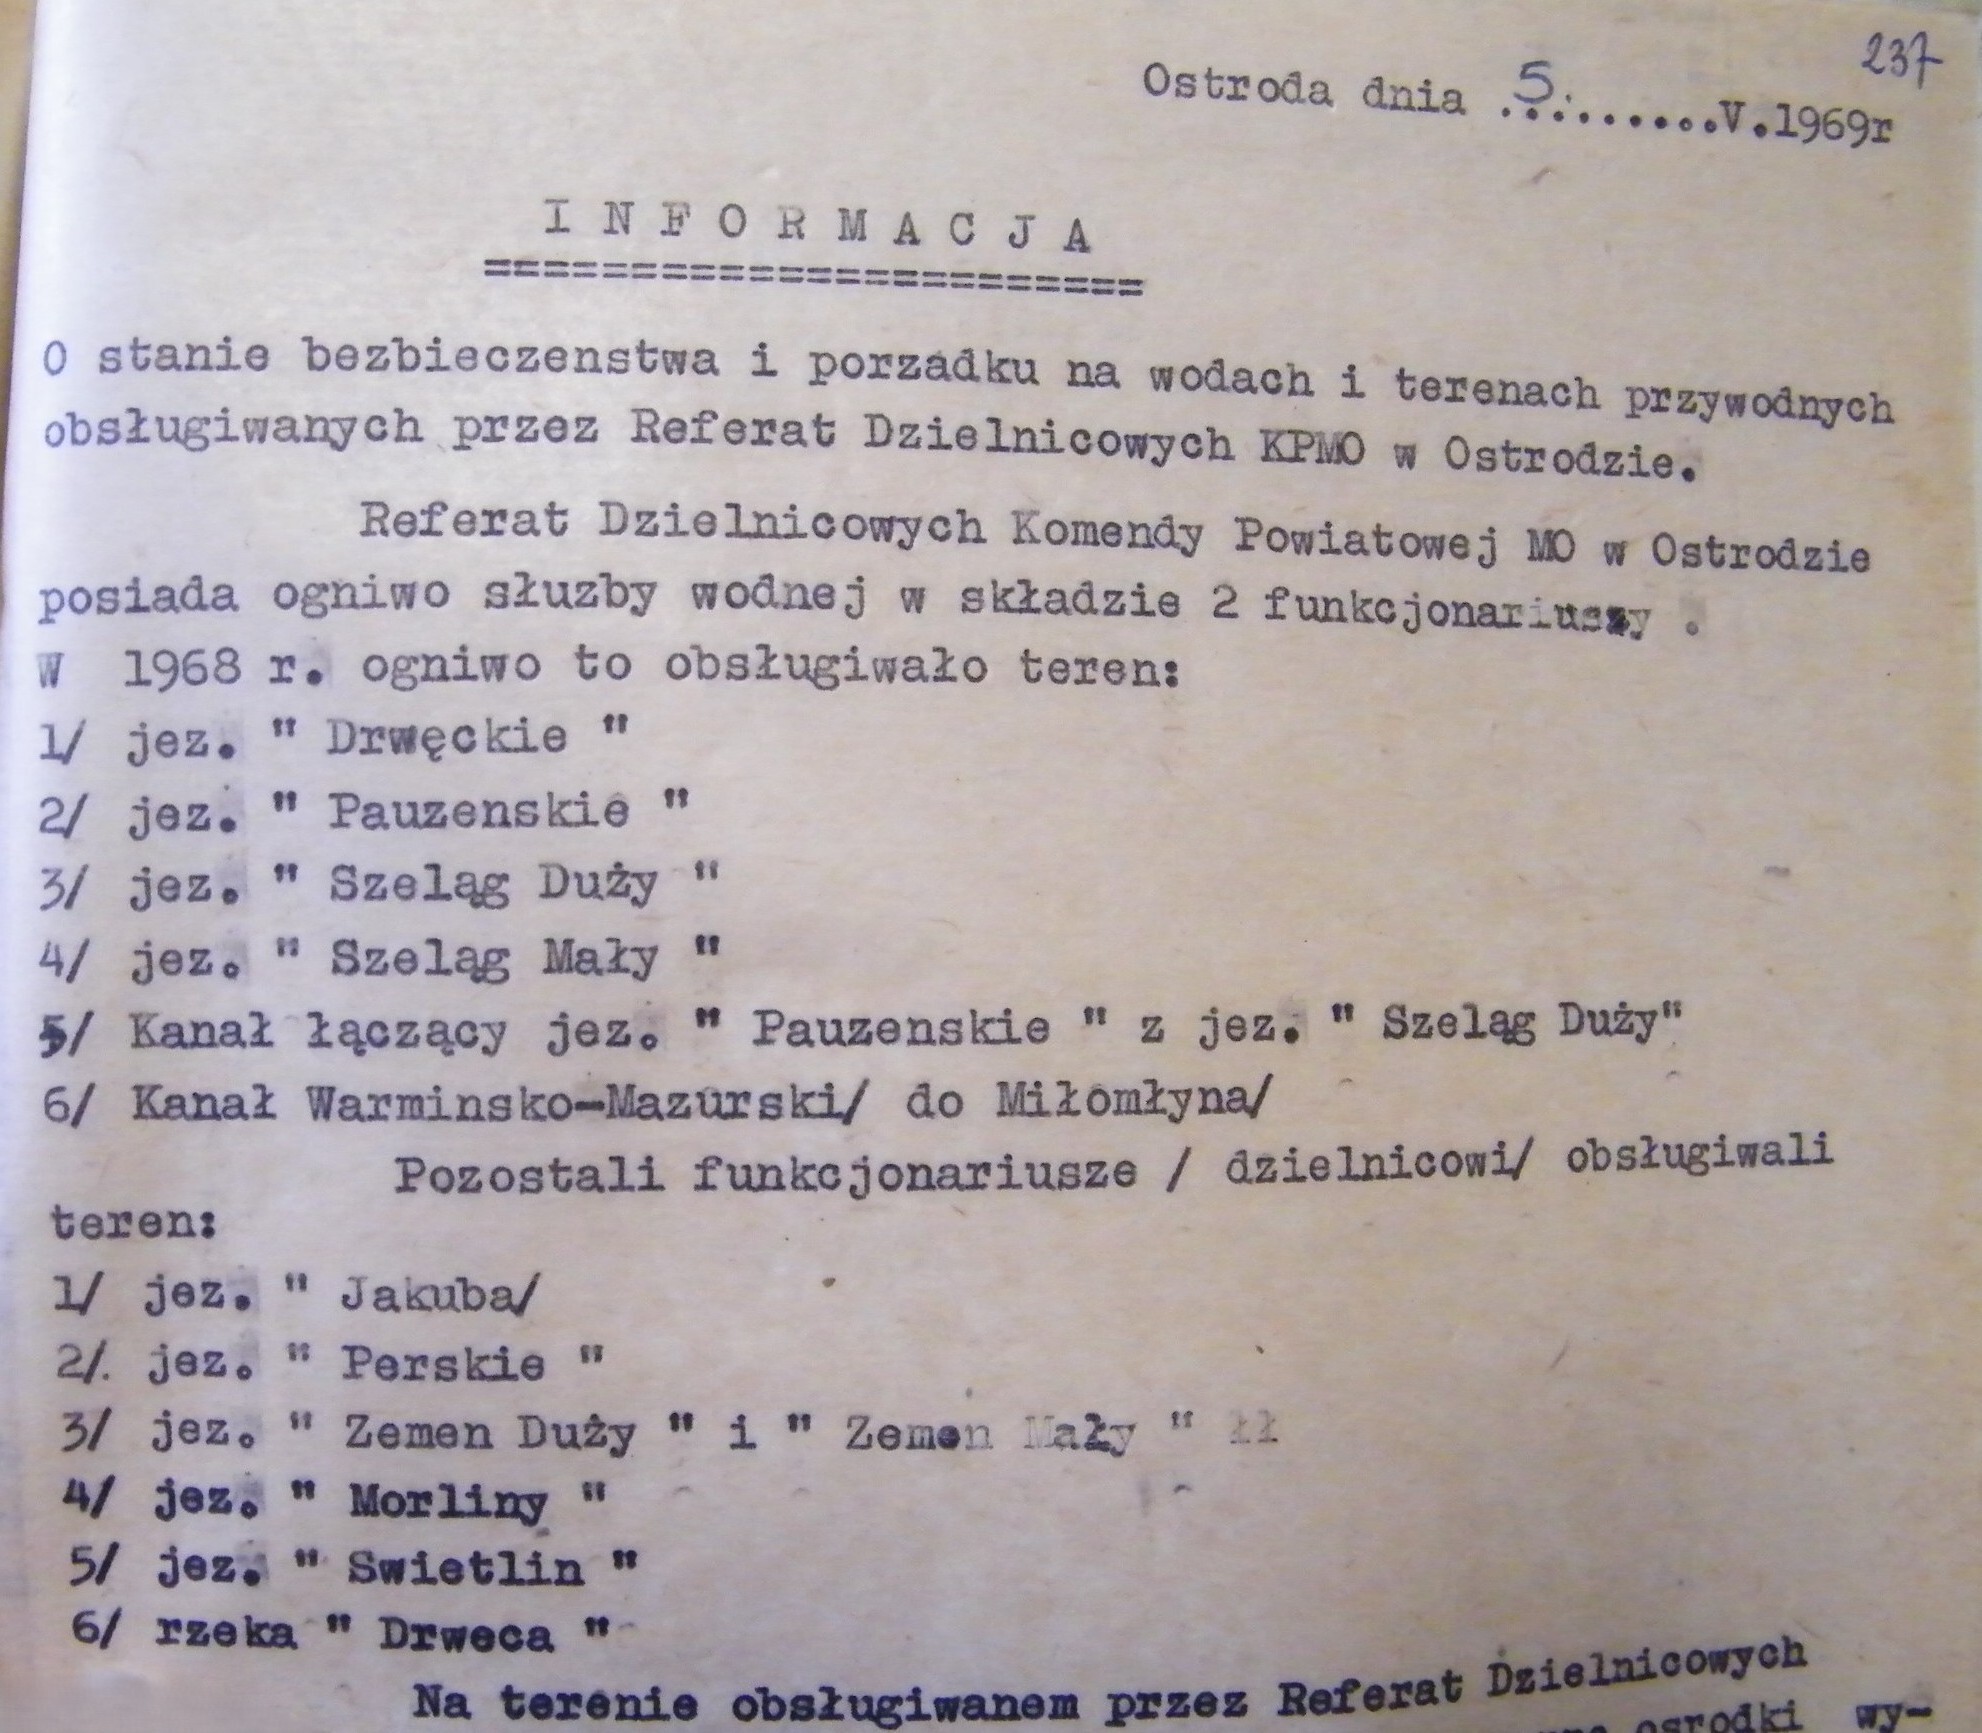 237
Ostroda dnia .5.........V.1969r
I N F O R M A C J A
=======================
O stanie bezbieczenstwa i porzadku na wodach i terenach przywodnych
obsługiwanych przez Referat Dzielnicowych KPMO w Ostrodzie.
Referat Dzielnicowych Komendy Powiatowej MO w Ostrodzie
posiada ogniwo słuzby wodnej w składzie 2 funkcjonariuszy .
W 1968 r. ogniwo to obsługiwało teren:
1/ jez. " Drwęckie "
2/ jez. " Pauzenskie "
3/ jez. " Szeląg Duży "
4/ jez. " Szeląg Mały "
5/ Kanał łączący jez. " Pauzenskie " z jez. " Szeląg Duży"
6/ Kanał Warminsko-Mazurski/ do Miłomłyna/
Pozostali funkcjonariusze / dzielnicowi/ obsługiwali
teren:
1/ jez. " Jakuba/
2/. jez. " Perskie "
3/ jez. " Zemen Duży " i " Zemen Mały " łł
4/ jez. " Morliny "
5/ jez. " Swietlin "
6/ rzeka " Drweca "
Na terenie obsługiwanem przez Referat Dzielnicowych
osrodki wy-